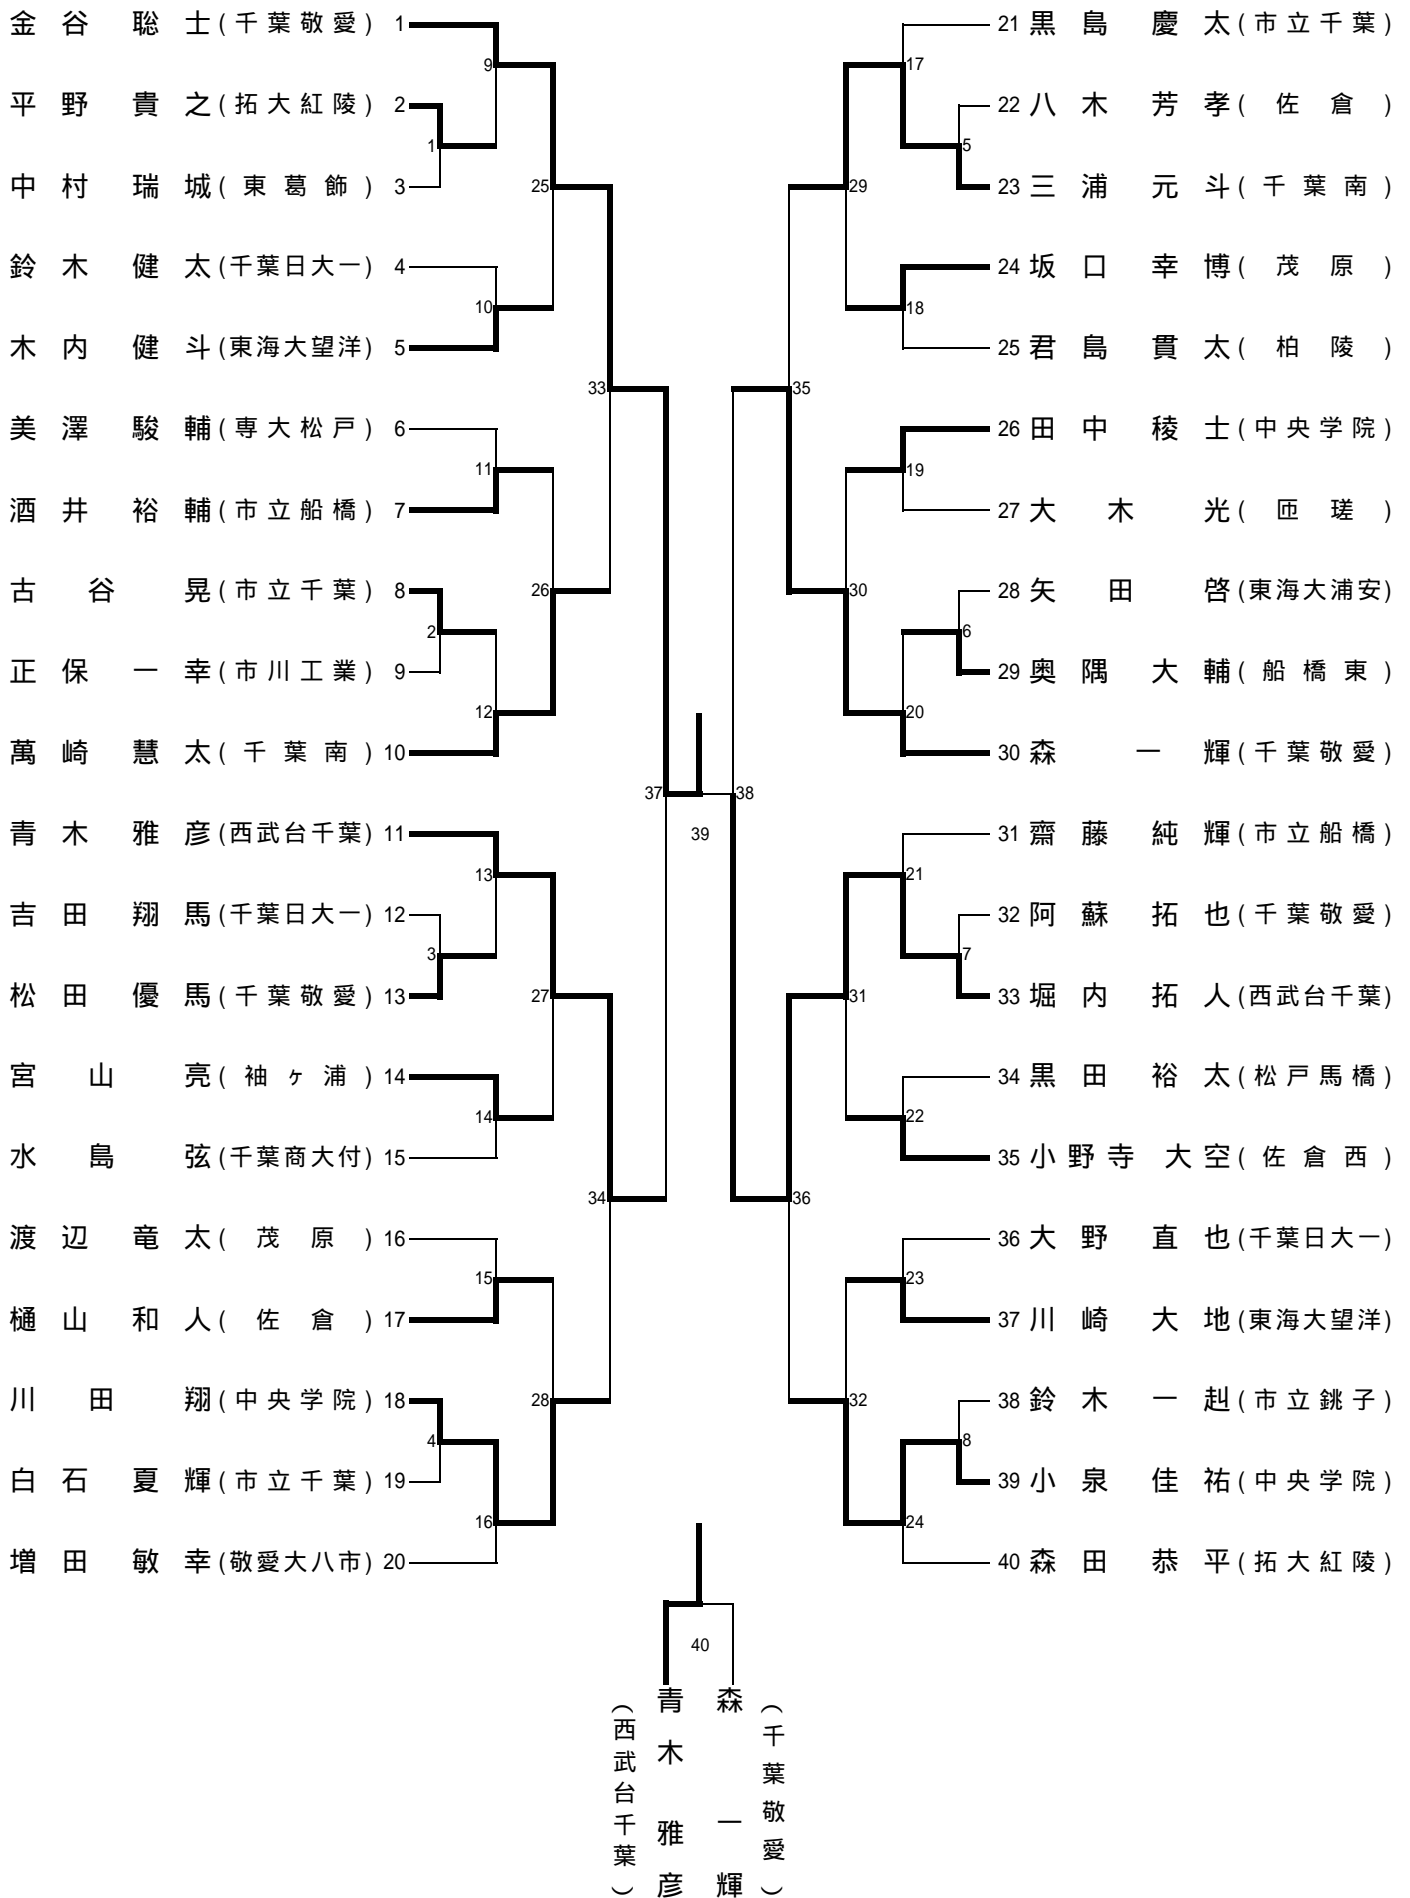 金谷 聡士 (千葉敬愛) 1
平野 貴之 (拓大紅陵) 2
中村 瑞城 (東葛飾) 3
鈴木 健太 (千葉日大一) 4
木内 健斗 (東海大望洋) 5
美澤 駿輔 (専大松戸) 6
酒井 裕輔 (市立船橋) 7
古谷 晃 (市立千葉) 8
正保 一幸 (市川工業) 9
萬崎 慧太 (千葉南) 10
青木 雅彦 (西武台千葉) 11
吉田 翔馬 (千葉日大一) 12
松田 優馬 (千葉敬愛) 13
宮山 亮 (袖ヶ浦) 14
水島 弦 (千葉商大付) 15
渡辺 竜太 (茂原) 16
樋山 和人 (佐倉) 17
川田 翔 (中央学院) 18
白石 夏輝 (市立千葉) 19
増田 敏幸 (敬愛大八市) 20
1
2
3
4
9
10
11
12
13
14
15
16
25
26
27
28
33
34
37
39
38
35
36
29
30
31
32
17
18
19
20
21
22
23
24
5
6
7
8
21 黒島 慶太 (市立千葉)
22 八木 芳孝 (佐倉)
23 三浦 元斗 (千葉南)
24 坂口 幸博 (茂原)
25 君島 貫太 (柏陵)
26 田中 稜士 (中央学院)
27 大木 光 (匝瑳)
28 矢田 啓 (東海大浦安)
29 奥隅 大輔 (船橋東)
30 森 一輝 (千葉敬愛)
31 齋藤 純輝 (市立船橋)
32 阿蘇 拓也 (千葉敬愛)
33 堀内 拓人 (西武台千葉)
34 黒田 裕太 (松戸馬橋)
35 小野寺 大空 (佐倉西)
36 大野 直也 (千葉日大一)
37 川崎 大地 (東海大望洋)
38 鈴木 一赳 (市立銚子)
39 小泉 佳祐 (中央学院)
40 森田 恭平 (拓大紅陵)
40
(西武台千葉)
青木 雅彦
森 一輝
(千葉敬愛)